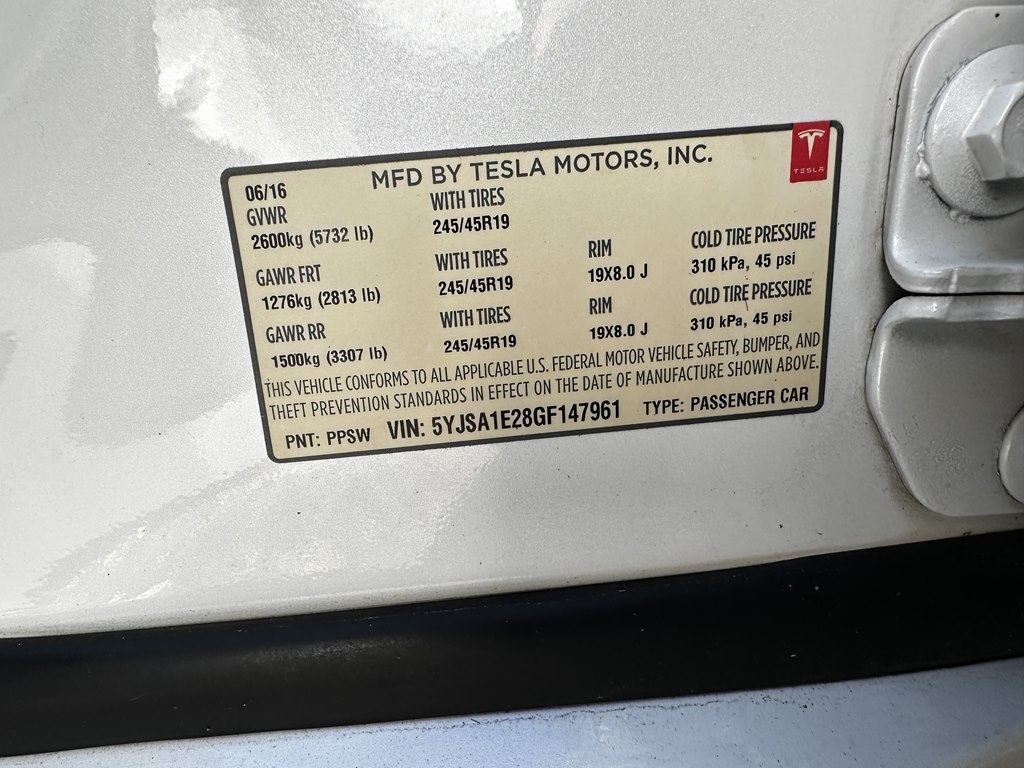 MFD BY TESLA MOTORS, INC.
TESLA
06/16
GVWR WITH TIRES
2600kg (5732 lb) 245/45R19
GAWR FRT WITH TIRES RIM COLD TIRE PRESSURE
1276kg (2813 lb) 245/45R19 19X8.0 J 310 kPa, 45 psi
GAWR RR WITH TIRES RIM COLD TIRE PRESSURE
1500kg (3307 lb) 245/45R19 19X8.0 J 310 kPa, 45 psi
THIS VEHICLE CONFORMS TO ALL APPLICABLE U.S. FEDERAL MOTOR VEHICLE SAFETY, BUMPER, AND
THEFT PREVENTION STANDARDS IN EFFECT ON THE DATE OF MANUFACTURE SHOWN ABOVE.
PNT: PPSW VIN: 5YJSA1E28GF147961 TYPE: PASSENGER CAR